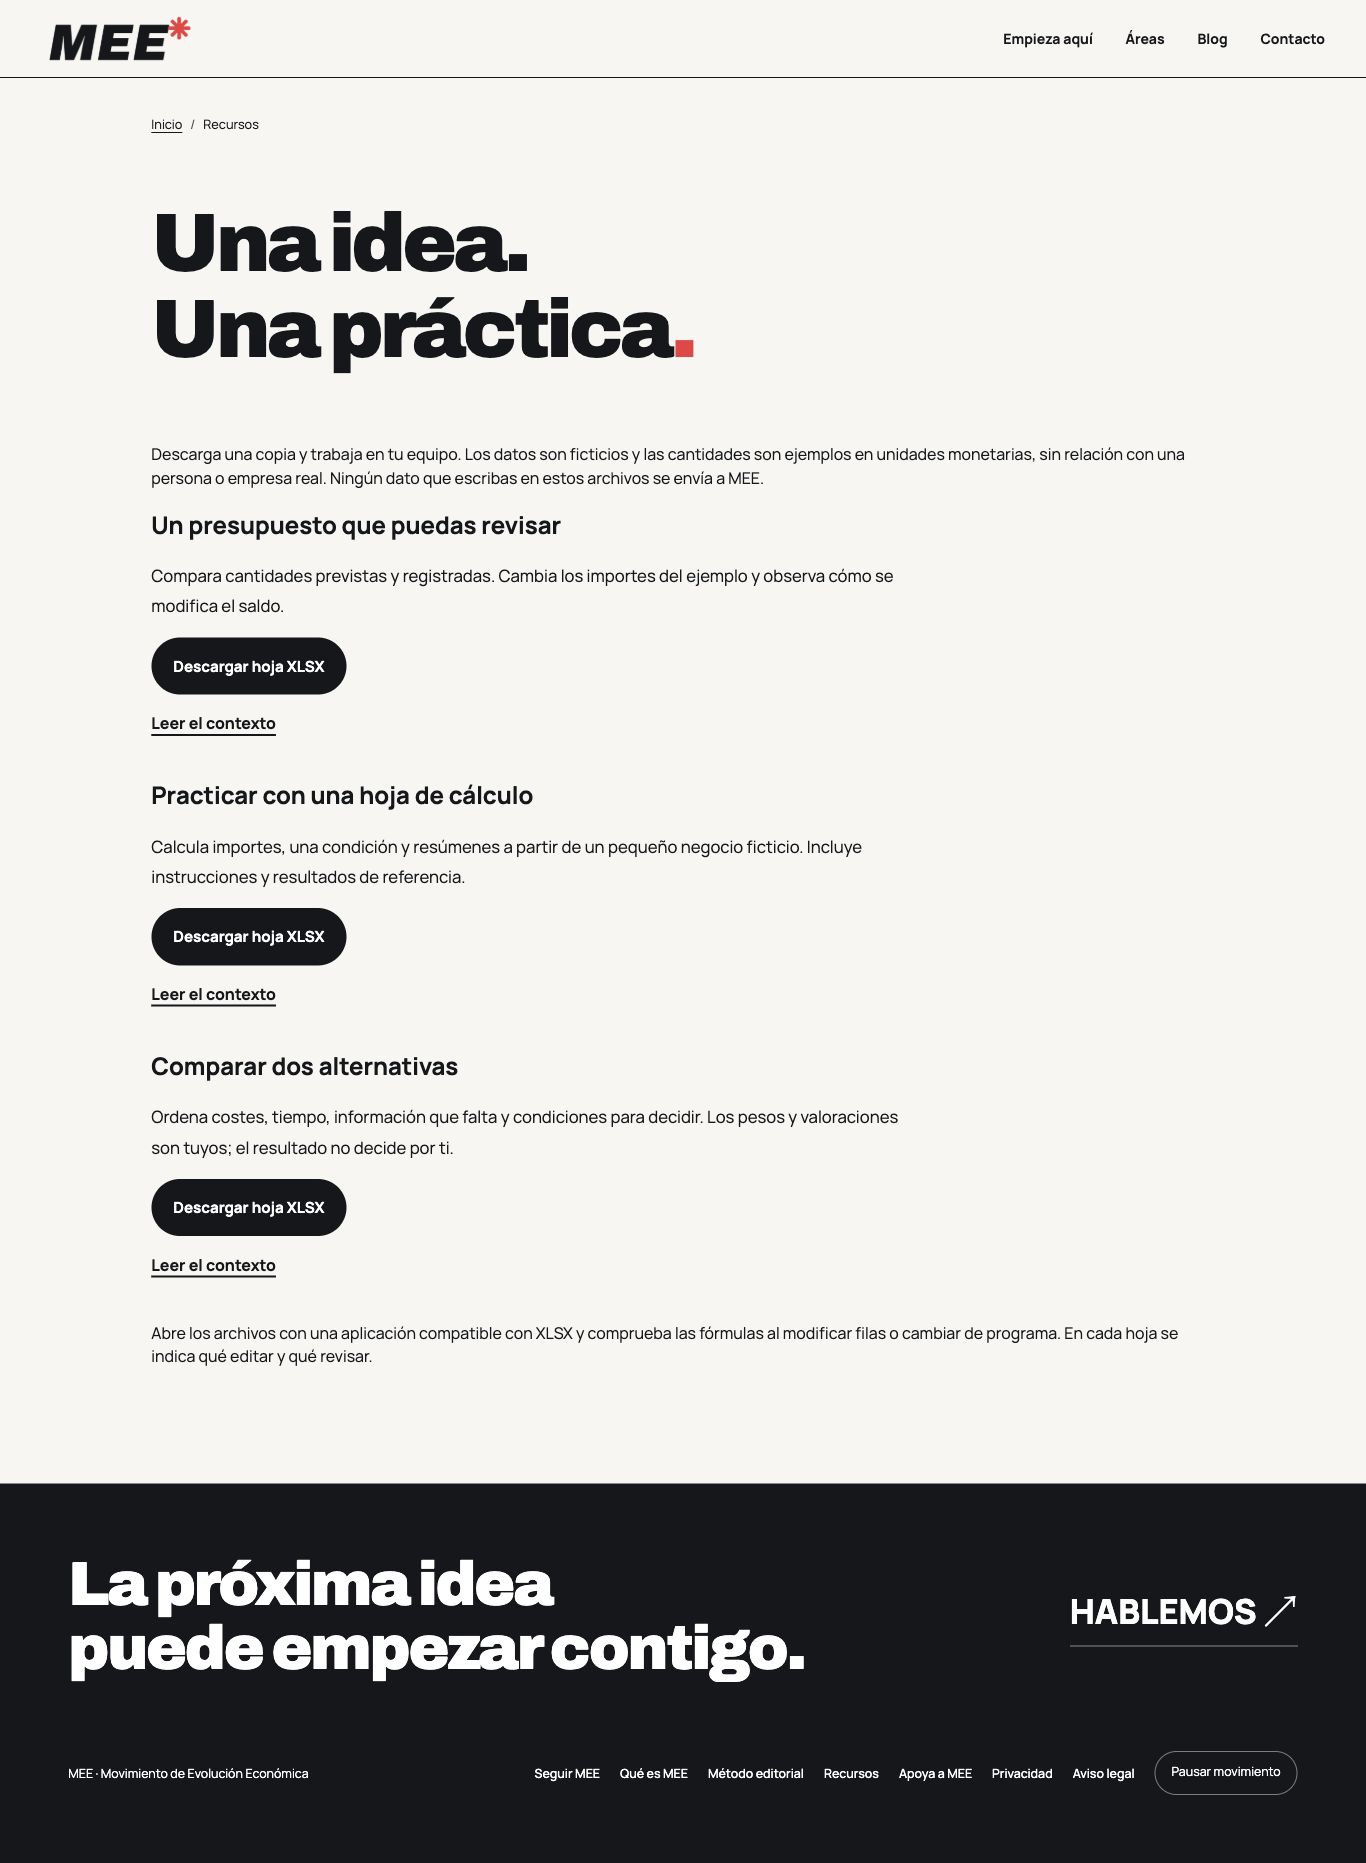 MEE*
Empieza aquí
Áreas
Blog
Contacto
Inicio / Recursos
Una idea.
Una práctica.
Descarga una copia y trabaja en tu equipo. Los datos son ficticios y las cantidades son ejemplos en unidades monetarias, sin relación con una
persona o empresa real. Ningún dato que escribas en estos archivos se envía a MEE.
Un presupuesto que puedas revisar
Compara cantidades previstas y registradas. Cambia los importes del ejemplo y observa cómo se
modifica el saldo.
Descargar hoja XLSX
Leer el contexto
Practicar con una hoja de cálculo
Calcula importes, una condición y resúmenes a partir de un pequeño negocio ficticio. Incluye
instrucciones y resultados de referencia.
Descargar hoja XLSX
Leer el contexto
Comparar dos alternativas
Ordena costes, tiempo, información que falta y condiciones para decidir. Los pesos y valoraciones
son tuyos; el resultado no decide por ti.
Descargar hoja XLSX
Leer el contexto
Abre los archivos con una aplicación compatible con XLSX y comprueba las fórmulas al modificar filas o cambiar de programa. En cada hoja se
indica qué editar y qué revisar.
La próxima idea
puede empezar contigo.
HABLEMOS ↗
MEE · Movimiento de Evolución Económica
Seguir MEE
Qué es MEE
Método editorial
Recursos
Apoya a MEE
Privacidad
Aviso legal
Pausar movimiento